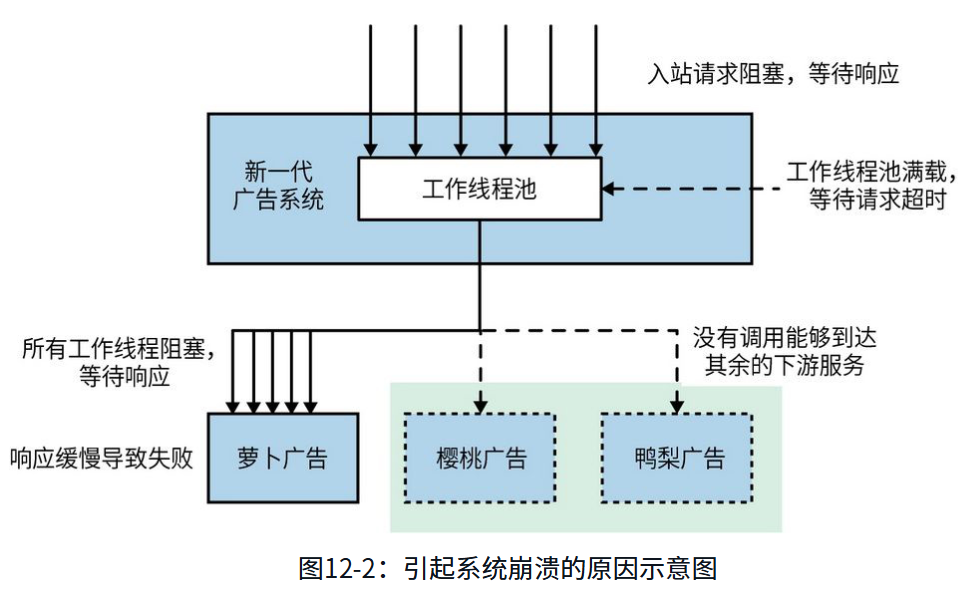 入站请求阻塞，等待响应
新一代
广告系统
工作线程池
工作线程池满载，
等待请求超时
所有工作线程阻塞，
等待响应
没有调用能够到达
其余的下游服务
响应缓慢导致失败
萝卜广告
樱桃广告
鸭梨广告
图12-2：引起系统崩溃的原因示意图